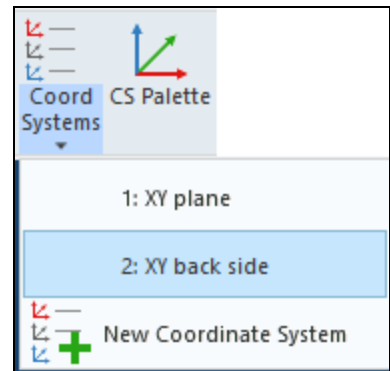 Coord Systems
CS Palette
1: XY plane
2: XY back side
New Coordinate System